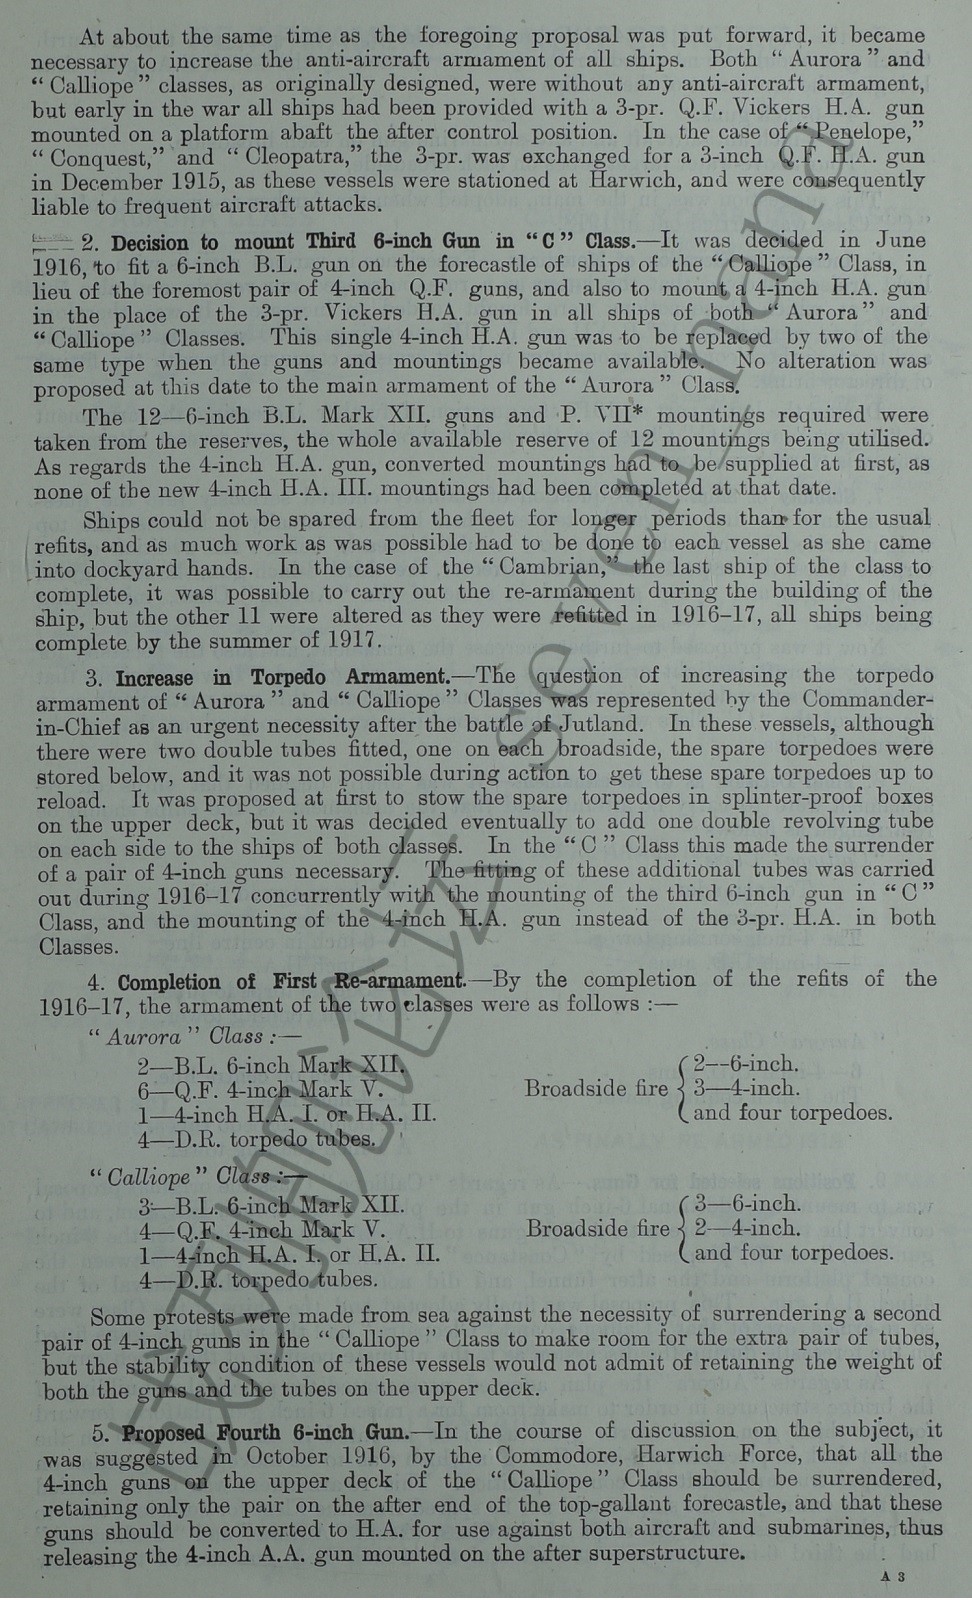 At about the same time as the foregoing proposal was put forward, it became
necessary to increase the anti-aircraft armament of all ships. Both “Aurora” and
“Calliope” classes, as originally designed, were without any anti-aircraft armament,
but early in the war all ships had been provided with a 3-pr. Q.F. Vickers H.A. gun
mounted on a platform abaft the after control position. In the case of “Penelope,”
“Conquest,” and “Cleopatra,” the 3-pr. was exchanged for a 3-inch Q.F. H.A. gun
in December 1915, as these vessels were stationed at Harwich, and were consequently
liable to frequent aircraft attacks.
2. Decision to mount Third 6-inch Gun in “C” Class.—It was decided in June
1916, to fit a 6-inch B.L. gun on the forecastle of ships of the “Calliope” Class, in
lieu of the foremost pair of 4-inch Q.F. guns, and also to mount a 4-inch H.A. gun
in the place of the 3-pr. Vickers H.A. gun in all ships of both “Aurora” and
“Calliope” Classes. This single 4-inch H.A. gun was to be replaced by two of the
same type when the guns and mountings became available. No alteration was
proposed at this date to the main armament of the “Aurora” Class.
The 12—6-inch B.L. Mark XII. guns and P. VII* mountings required were
taken from the reserves, the whole available reserve of 12 mountings being utilised.
As regards the 4-inch H.A. gun, converted mountings had to be supplied at first, as
none of the new 4-inch H.A. III. mountings had been completed at that date.
Ships could not be spared from the fleet for longer periods than for the usual
refits, and as much work as was possible had to be done to each vessel as she came
into dockyard hands. In the case of the “Cambrian,” the last ship of the class to
complete, it was possible to carry out the re-armament during the building of the
ship, but the other 11 were altered as they were refitted in 1916–17, all ships being
complete by the summer of 1917.
3. Increase in Torpedo Armament.—The question of increasing the torpedo
armament of “Aurora” and “Calliope” Classes was represented by the Commander-
in-Chief as an urgent necessity after the battle of Jutland. In these vessels, although
there were two double tubes fitted, one on each broadside, the spare torpedoes were
stored below, and it was not possible during action to get these spare torpedoes up to
reload. It was proposed at first to stow the spare torpedoes in splinter-proof boxes
on the upper deck, but it was decided eventually to add one double revolving tube
on each side to the ships of both classes. In the “C” Class this made the surrender
of a pair of 4-inch guns necessary. The fitting of these additional tubes was carried
out during 1916–17 concurrently with the mounting of the third 6-inch gun in “C”
Class, and the mounting of the 4-inch H.A. gun instead of the 3-pr. H.A. in both
Classes.
4. Completion of First Re-armament.—By the completion of the refits of the
1916–17, the armament of the two classes were as follows :—
“Aurora” Class :—
2—B.L. 6-inch Mark XII.
6—Q.F. 4-inch Mark V.
1—4-inch H.A. I. or H.A. II.
4—D.R. torpedo tubes.
Broadside fire
2--6-inch.
3—4-inch.
and four torpedoes.
“Calliope” Class :—
3—B.L. 6-inch Mark XII.
4—Q.F. 4-inch Mark V.
1—4-inch H.A. I. or H.A. II.
4—D.R. torpedo tubes.
Broadside fire
3—6-inch.
2—4-inch.
and four torpedoes.
Some protests were made from sea against the necessity of surrendering a second
pair of 4-inch guns in the “Calliope” Class to make room for the extra pair of tubes,
but the stability condition of these vessels would not admit of retaining the weight of
both the guns and the tubes on the upper deck.
5. Proposed Fourth 6-inch Gun.—In the course of discussion on the subject, it
was suggested in October 1916, by the Commodore, Harwich Force, that all the
4-inch guns on the upper deck of the “Calliope” Class should be surrendered,
retaining only the pair on the after end of the top-gallant forecastle, and that these
guns should be converted to H.A. for use against both aircraft and submarines, thus
releasing the 4-inch A.A. gun mounted on the after superstructure.
A 3
战列舰论坛 seven_nana